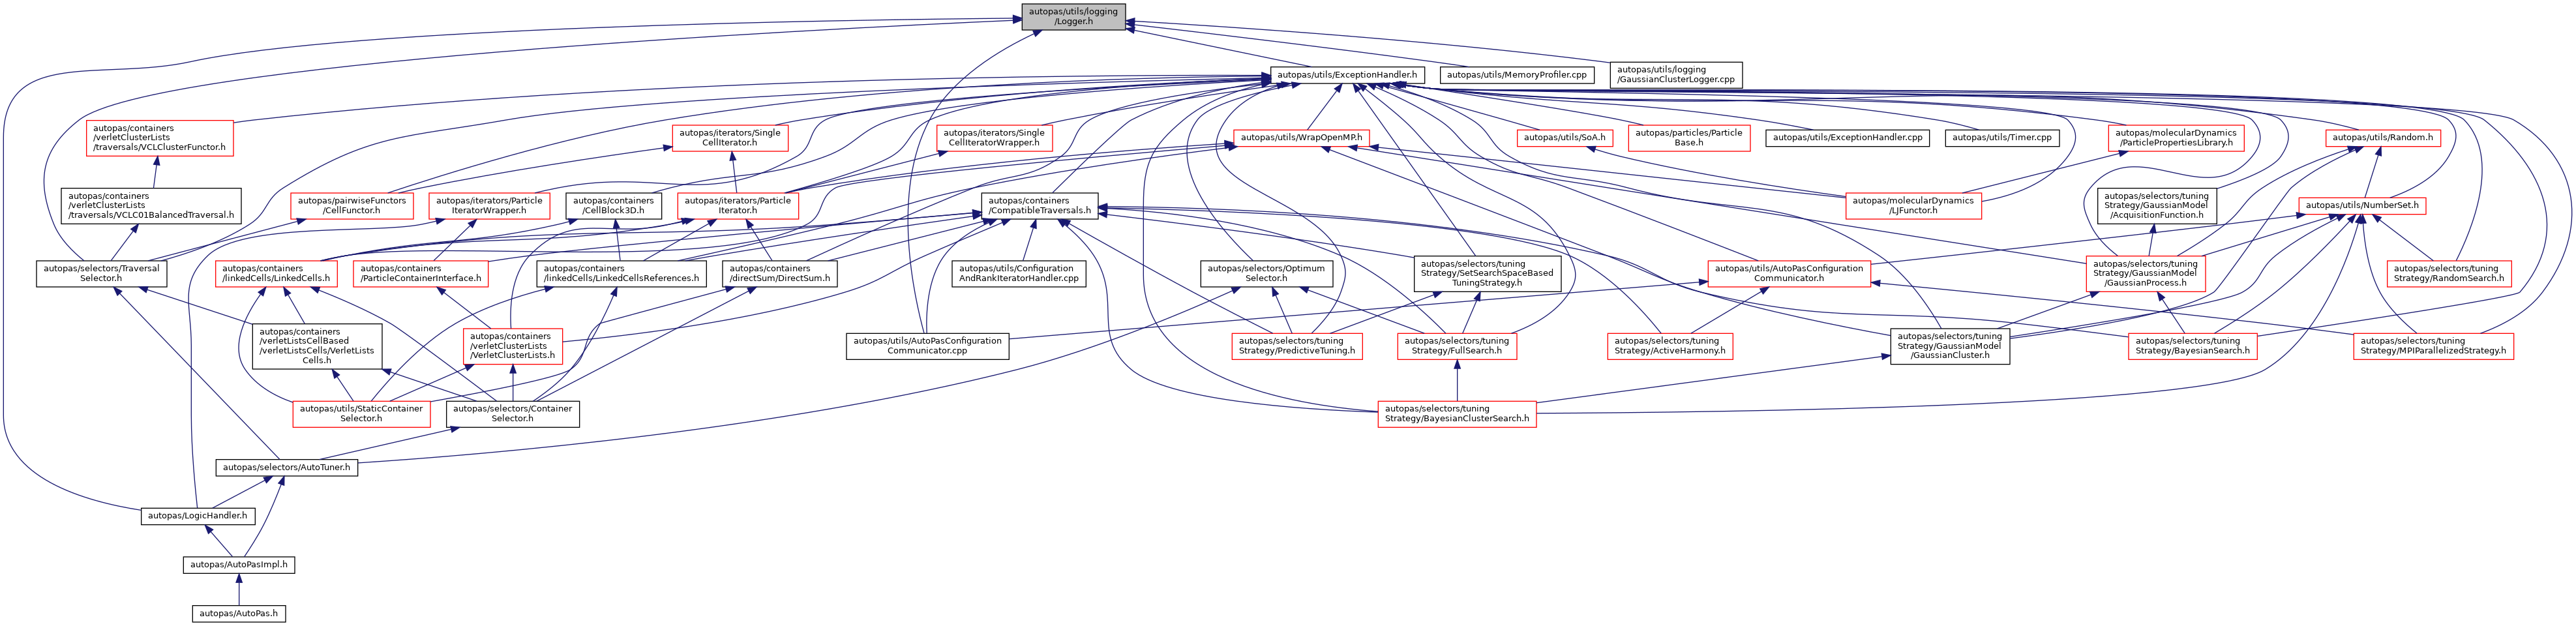 autopas/utils/logging
/Logger.h
autopas/utils/ExceptionHandler.h
autopas/utils/MemoryProfiler.cpp
autopas/utils/logging
/GaussianClusterLogger.cpp
autopas/containers
/verletClusterLists
/traversals/VCLClusterFunctor.h
autopas/iterators/Single
CellIterator.h
autopas/iterators/Single
CellIteratorWrapper.h
autopas/utils/WrapOpenMP.h
autopas/utils/SoA.h
autopas/particles/Particle
Base.h
autopas/utils/ExceptionHandler.cpp
autopas/utils/Timer.cpp
autopas/molecularDynamics
/ParticlePropertiesLibrary.h
autopas/utils/Random.h
autopas/containers
/verletClusterLists
/traversals/VCLC01BalancedTraversal.h
autopas/pairwiseFunctors
/CellFunctor.h
autopas/iterators/Particle
IteratorWrapper.h
autopas/containers
/CellBlock3D.h
autopas/iterators/Particle
Iterator.h
autopas/containers
/CompatibleTraversals.h
autopas/molecularDynamics
/LJFunctor.h
autopas/selectors/tuning
Strategy/GaussianModel
/AcquisitionFunction.h
autopas/utils/NumberSet.h
autopas/selectors/Traversal
Selector.h
autopas/containers
/linkedCells/LinkedCells.h
autopas/containers
/ParticleContainerInterface.h
autopas/containers
/linkedCells/LinkedCellsReferences.h
autopas/containers
/directSum/DirectSum.h
autopas/utils/Configuration
AndRankIteratorHandler.cpp
autopas/selectors/Optimum
Selector.h
autopas/selectors/tuning
Strategy/SetSearchSpaceBased
TuningStrategy.h
autopas/utils/AutoPasConfiguration
Communicator.h
autopas/selectors/tuning
Strategy/GaussianModel
/GaussianProcess.h
autopas/selectors/tuning
Strategy/RandomSearch.h
autopas/containers
/verletListsCellBased
/verletListsCells/VerletLists
Cells.h
autopas/containers
/verletClusterLists
/VerletClusterLists.h
autopas/utils/AutoPasConfiguration
Communicator.cpp
autopas/selectors/tuning
Strategy/PredictiveTuning.h
autopas/selectors/tuning
Strategy/FullSearch.h
autopas/selectors/tuning
Strategy/ActiveHarmony.h
autopas/selectors/tuning
Strategy/GaussianModel
/GaussianCluster.h
autopas/selectors/tuning
Strategy/BayesianSearch.h
autopas/selectors/tuning
Strategy/MPIParallelizedStrategy.h
autopas/utils/StaticContainer
Selector.h
autopas/selectors/Container
Selector.h
autopas/selectors/tuning
Strategy/BayesianClusterSearch.h
autopas/selectors/AutoTuner.h
autopas/LogicHandler.h
autopas/AutoPasImpl.h
autopas/AutoPas.h